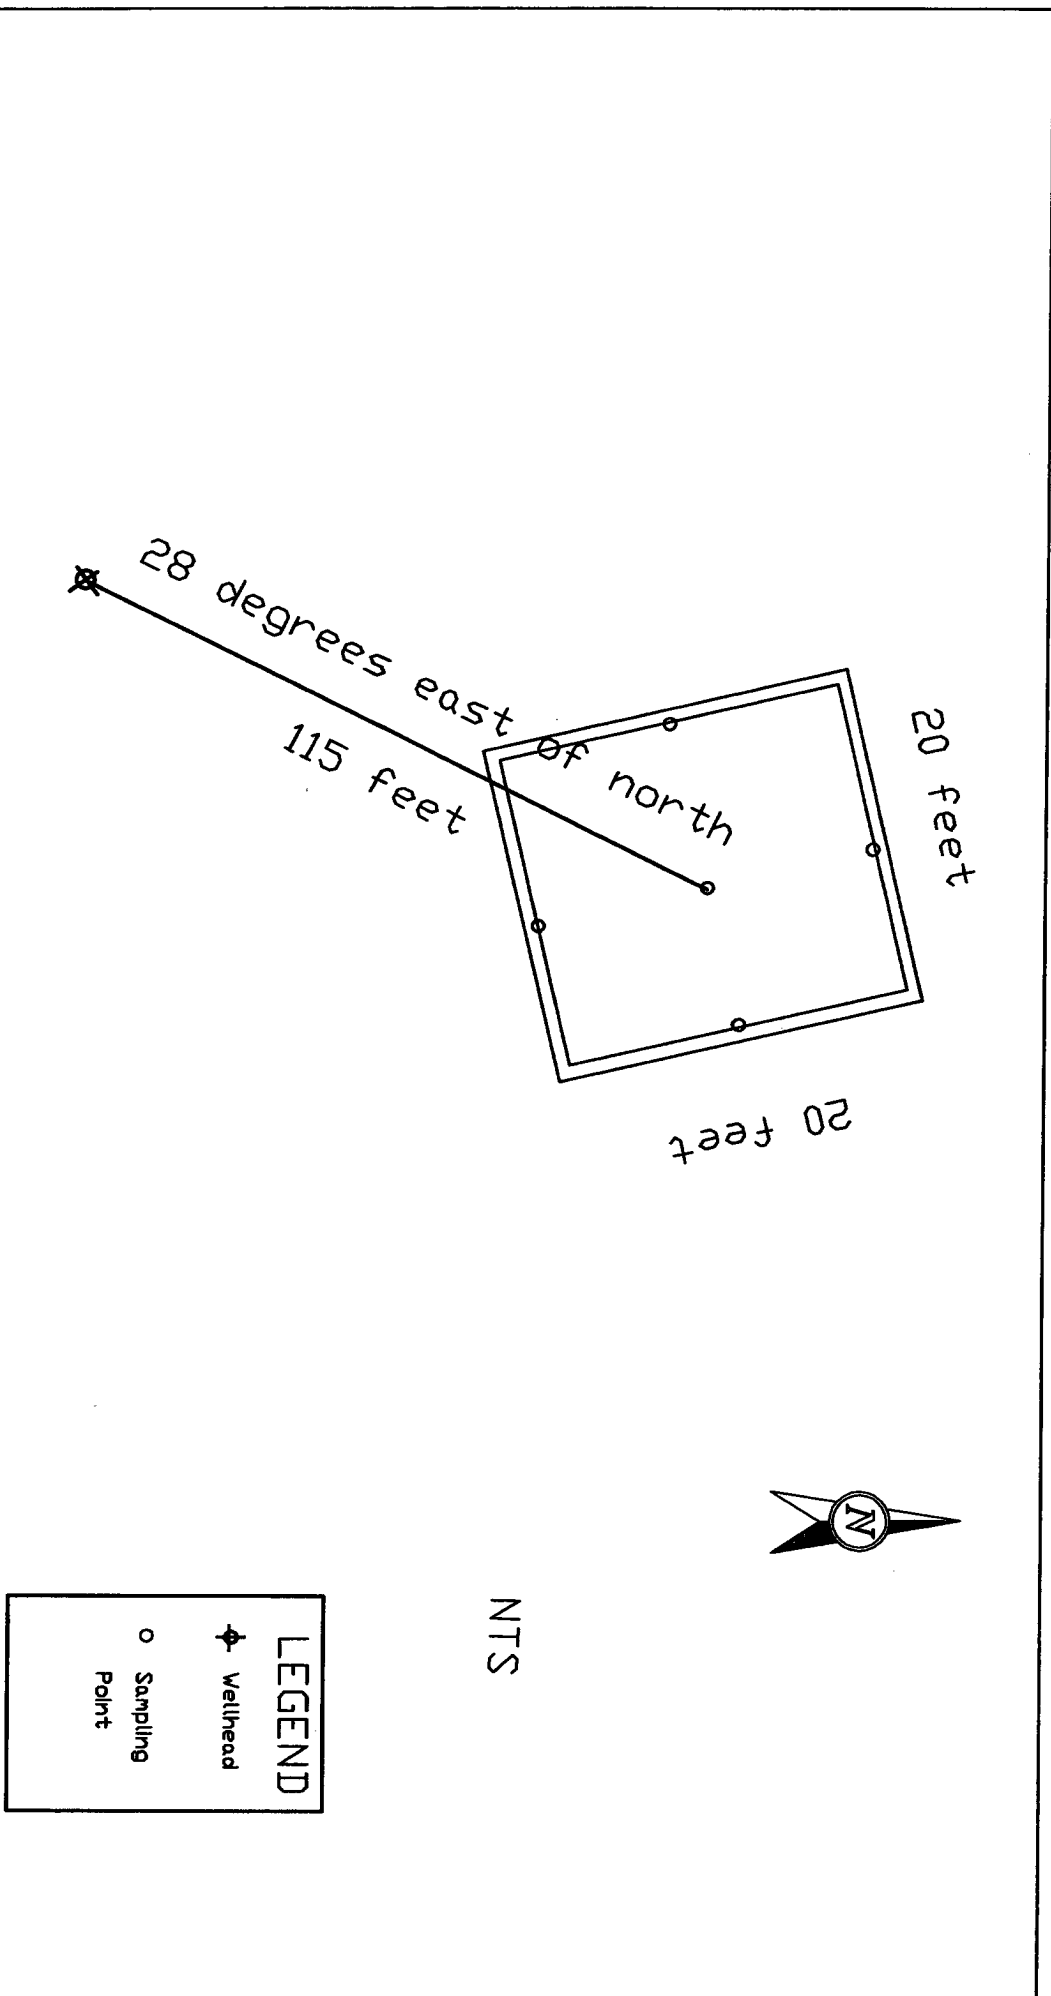 28 degrees east of north
115 feet
20 feet
20 feet
N
NTS
LEGEND
Wellhead
Sampling
Point